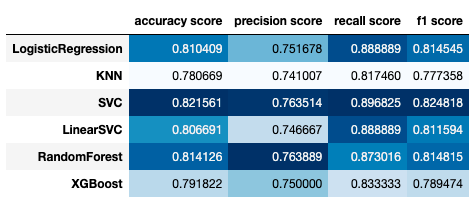 accuracy score precision score recall score f1 score
LogisticRegression 0.810409 0.751678 0.888889 0.814545
KNN 0.780669 0.741007 0.817460 0.777358
SVC 0.821561 0.763514 0.896825 0.824818
LinearSVC 0.806691 0.746667 0.888889 0.811594
RandomForest 0.814126 0.763889 0.873016 0.814815
XGBoost 0.791822 0.750000 0.833333 0.789474